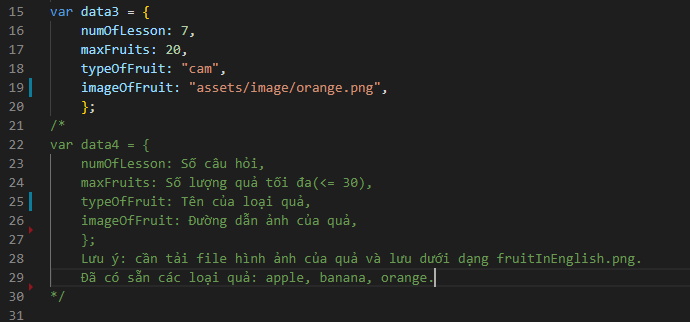 15 var data3 = {
16 numOfLesson: 7,
17 maxFruits: 20,
18 typeOfFruit: "cam",
19 imageOfFruit: "assets/image/orange.png",
20 };
21 /*
22 var data4 = {
23 numOfLesson: Số câu hỏi,
24 maxFruits: Số lượng quả tối đa(<= 30),
25 typeOfFruit: Tên của loại quả,
26 imageOfFruit: Đường dẫn ảnh của quả,
27 };
28 Lưu ý: cần tải file hình ảnh của quả và lưu dưới dạng fruitInEnglish.png.
29 Đã có sẵn các loại quả: apple, banana, orange.
30 */
31